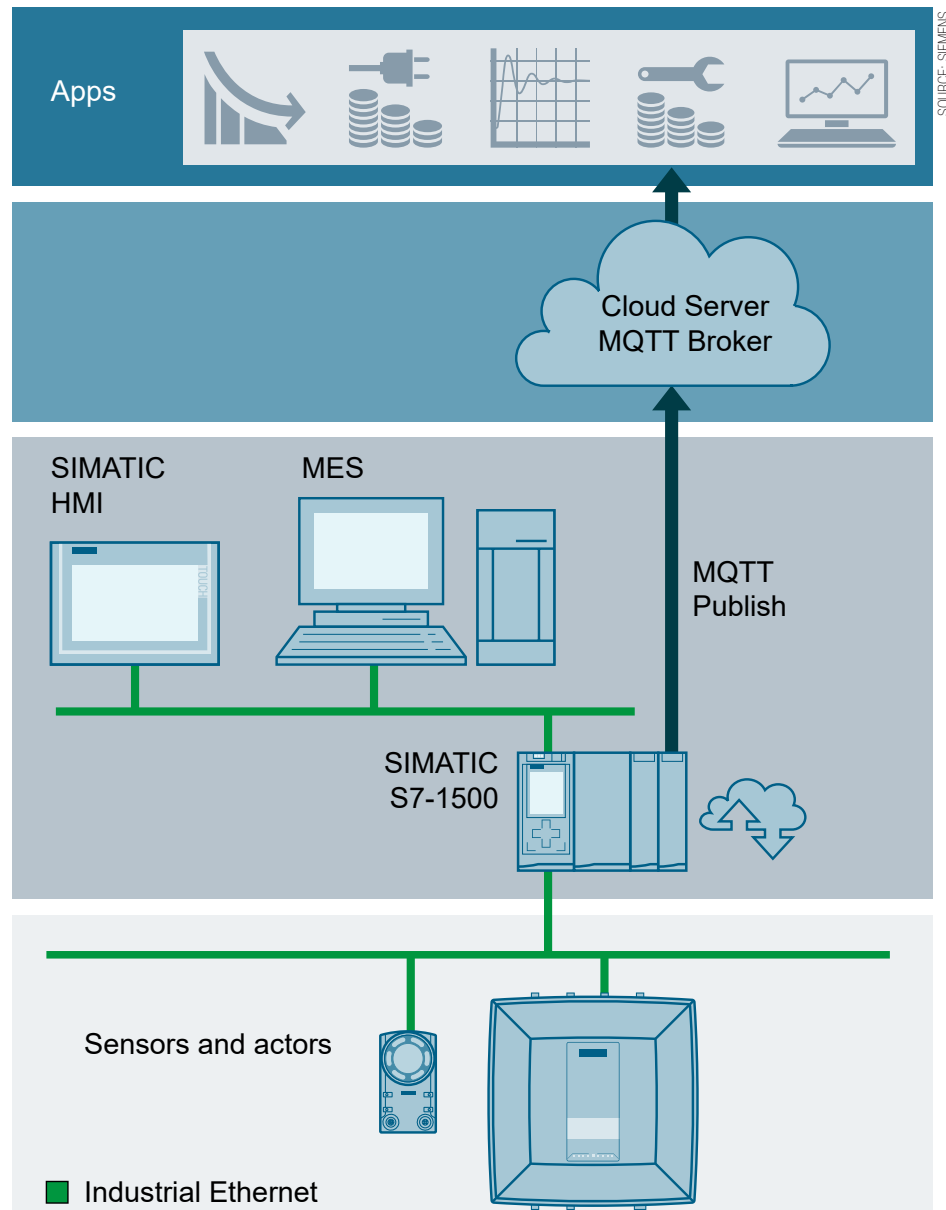 SOURCE: SIEMENS
Apps
Cloud Server
MQTT Broker
SIMATIC
HMI
MES
TOUCH
MQTT
Publish
SIMATIC
S7-1500
Sensors and actors
Industrial Ethernet